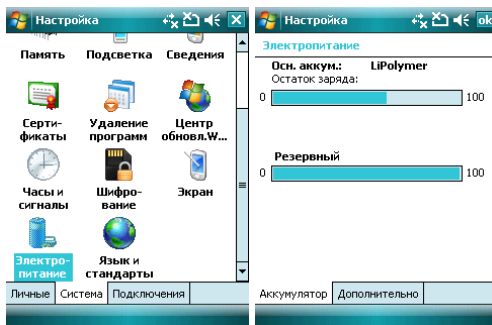 Настройка
Память Подсветка Сведения
Серти-
фикаты
Удаление
программ
Центр
обновл.W...
Часы и
сигналы
Шифро-
вание
Экран
Электро-
питание
Язык и
стандарты
Личные Система Подключения
Настройка ok
Электропитание
Осн. аккум.: LiPolymer
Остаток заряда:
0 100
Резервный
0 100
Аккумулятор Дополнительно